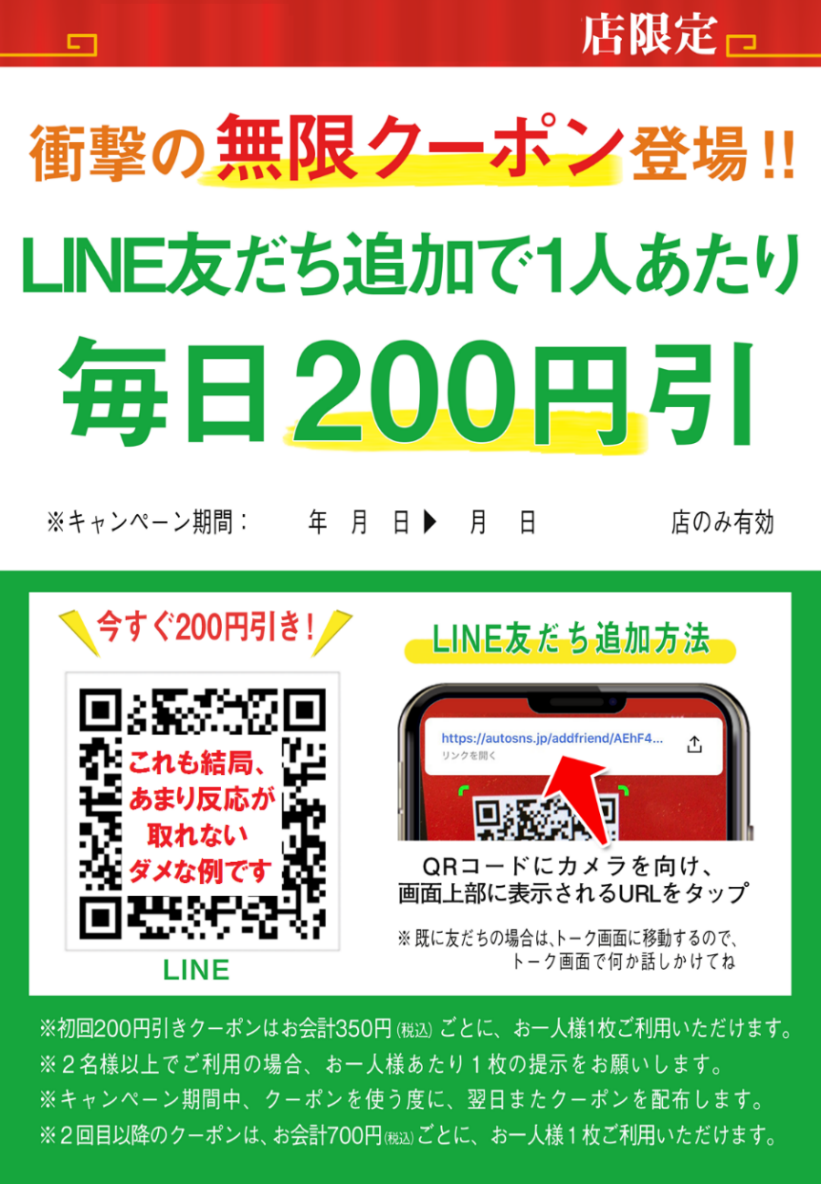 店限定
衝撃の無限クーポン登場!!
LINE友だち追加で1人あたり
毎日200円引
※キャンペーン期間： 年 月 日▶ 月 日 店のみ有効
今すぐ200円引き！
これも結局、
あまり反応が
取れない
ダメな例です
LINE
LINE友だち追加方法
https://autosns.jp/addfriend/AEhF4...
リンクを開く
QRコードにカメラを向け、
画面上部に表示されるURLをタップ
※既に友だちの場合は、トーク画面に移動するので、
トーク画面で何か話しかけてね
※初回200円引きクーポンはお会計350円(税込)ごとに、お一人様1枚ご利用いただけます。
※２名様以上でご利用の場合、お一人様あたり１枚の提示をお願いします。
※キャンペーン期間中、クーポンを使う度に、翌日またクーポンを配布します。
※２回目以降のクーポンは、お会計700円(税込)ごとに、お一人様１枚ご利用いただけます。